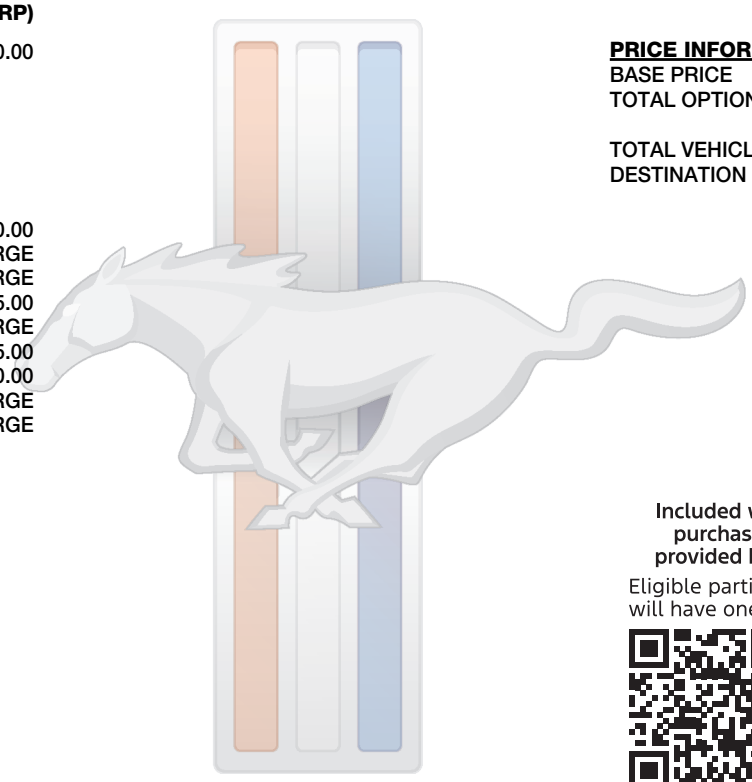 RP)
0.00
0.00
RGE
RGE
5.00
RGE
5.00
0.00
RGE
RGE
PRICE INFOR
BASE PRICE
TOTAL OPTION
TOTAL VEHICL
DESTINATION
Included w
purchas
provided b
Eligible parti
will have one